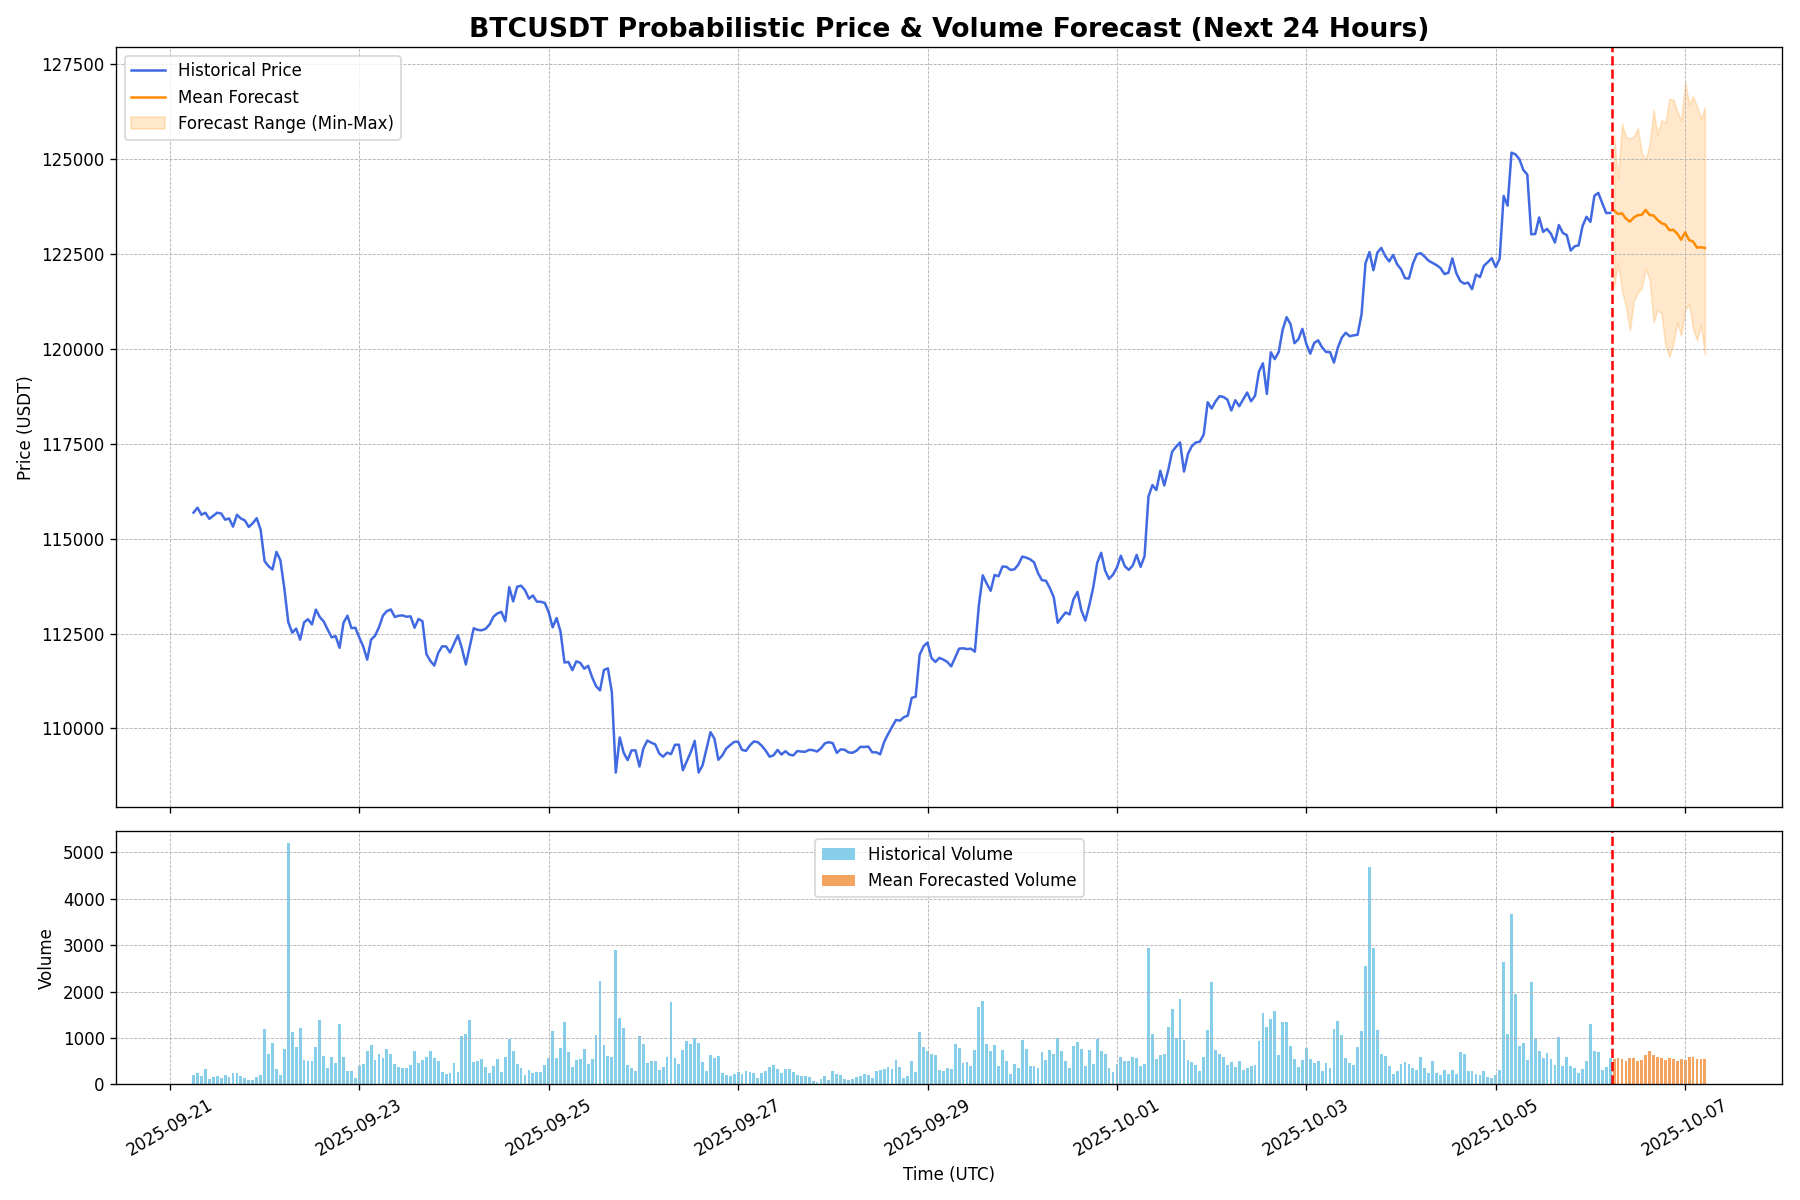 BTCUSDT Probabilistic Price & Volume Forecast (Next 24 Hours)
Historical Price
Mean Forecast
Forecast Range (Min-Max)
Price (USDT)
127500
125000
122500
120000
117500
115000
112500
110000
Historical Volume
Mean Forecasted Volume
Volume
5000
4000
3000
2000
1000
0
2025-09-21
2025-09-23
2025-09-25
2025-09-27
2025-09-29
2025-10-01
2025-10-03
2025-10-05
2025-10-07
Time (UTC)